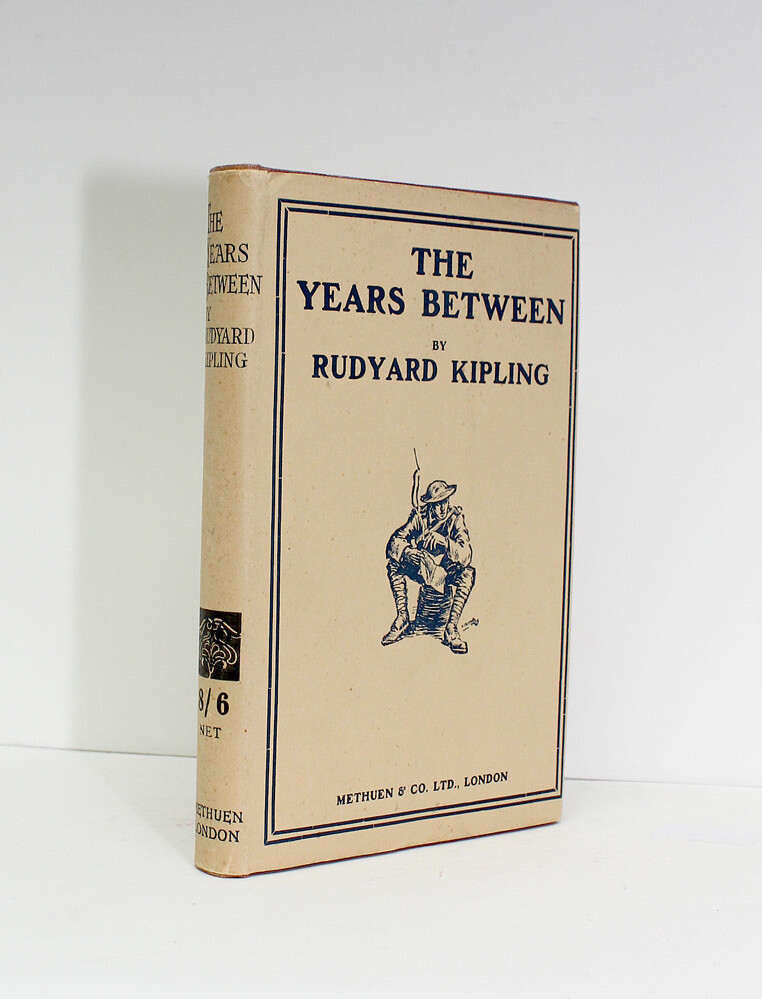 THE
YEARS BETWEEN
BY
RUDYARD KIPLING
METHUEN & CO. LTD., LONDON
THE
YEARS
BETWEEN
BY
RUDYARD
KIPLING
8/6
NET
METHUEN
LONDON